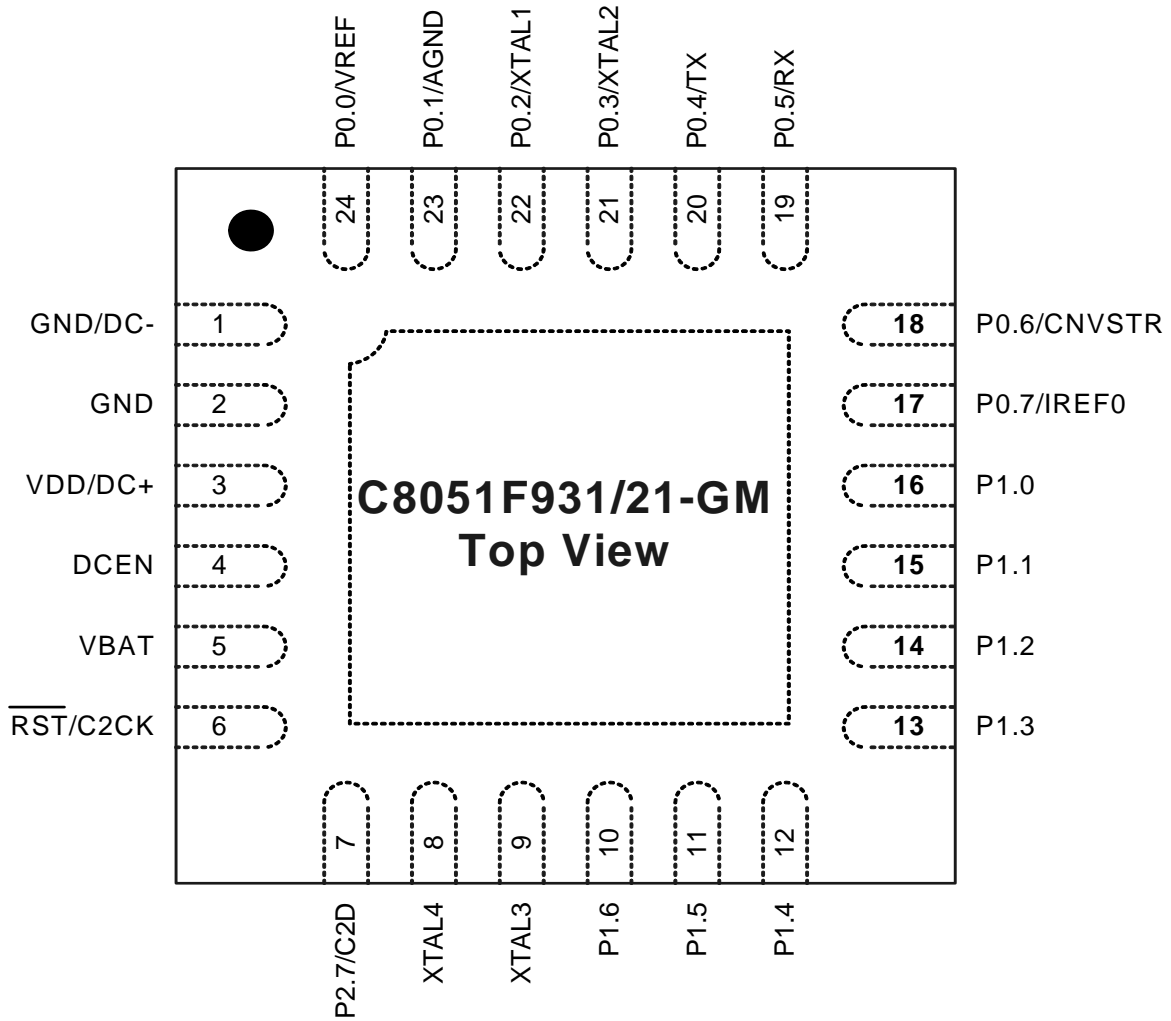 P0.0/VREF
P0.1/AGND
P0.2/XTAL1
P0.3/XTAL2
P0.4/TX
P0.5/RX
24
23
22
21
20
19
GND/DC-
1
18
P0.6/CNVSTR
GND
2
17
P0.7/IREF0
VDD/DC+
3
16
P1.0
C8051F931/21-GM
Top View
DCEN
4
15
P1.1
VBAT
5
14
P1.2
RST/C2CK
6
13
P1.3
7
8
9
10
11
12
P2.7/C2D
XTAL4
XTAL3
P1.6
P1.5
P1.4